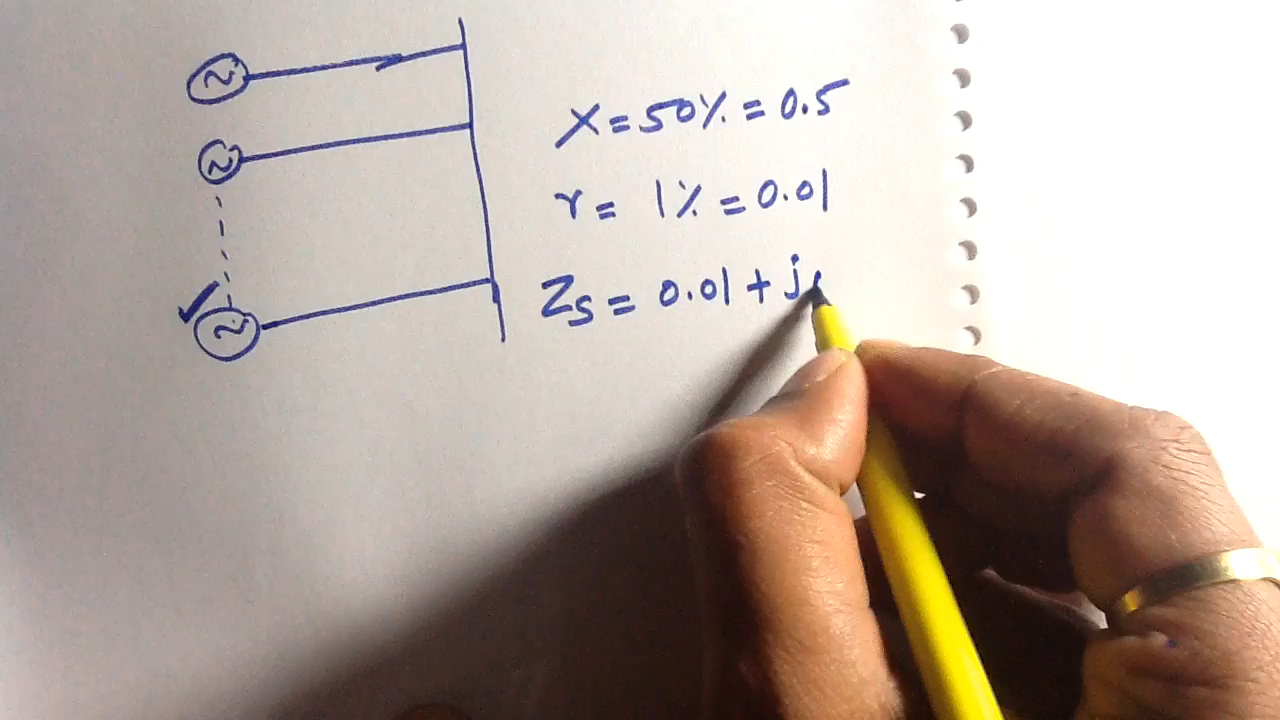 X = 50% = 0.5
r = 1% = 0.01
Zs = 0.01 + j